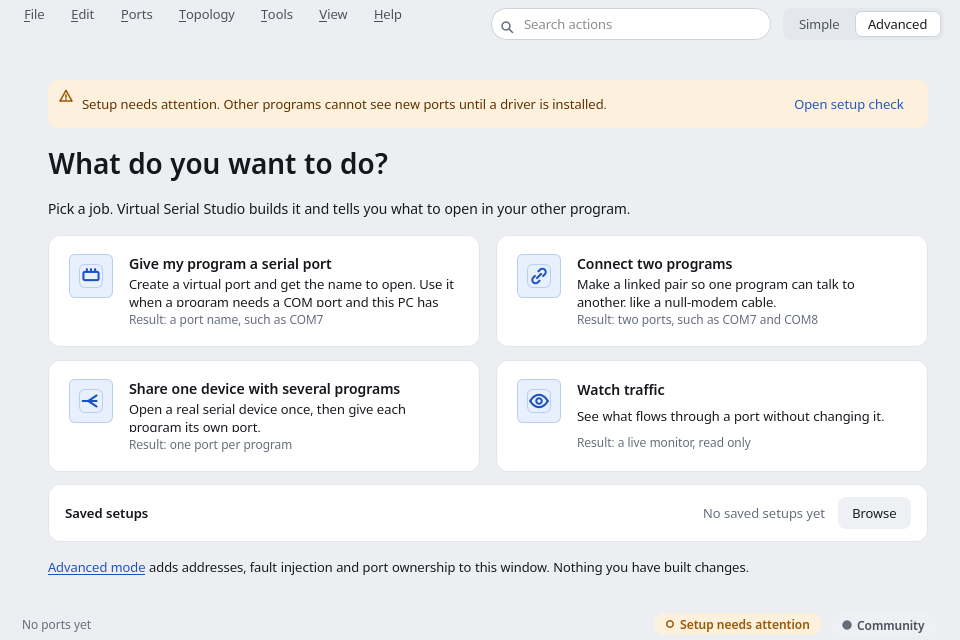 File Edit Ports Topology Tools View Help Search actions Simple Advanced
Setup needs attention. Other programs cannot see new ports until a driver is installed. Open setup check
What do you want to do?
Pick a job. Virtual Serial Studio builds it and tells you what to open in your other program.
Give my program a serial port
Create a virtual port and get the name to open. Use it
when a program needs a COM port and this PC has
Result: a port name, such as COM7
Connect two programs
Make a linked pair so one program can talk to
another, like a null-modem cable.
Result: two ports, such as COM7 and COM8
Share one device with several programs
Open a real serial device once, then give each
program its own port.
Result: one port per program
Watch traffic
See what flows through a port without changing it.
Result: a live monitor, read only
Saved setups No saved setups yet Browse
Advanced mode adds addresses, fault injection and port ownership to this window. Nothing you have built changes.
No ports yet Setup needs attention Community